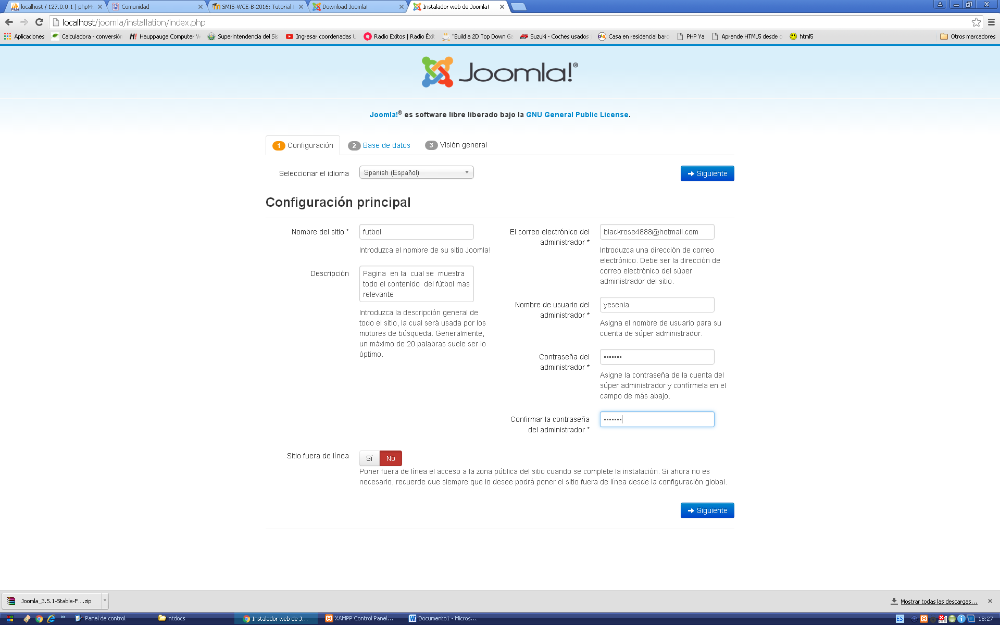 localhost / 127.0.0.1 | phpM
Comunidad
SMIS-WCE-B-2016: Tutorial
Download Joomla!
Instalador web de Joomla!
localhost/joomla/installation/index.php
Aplicaciones
Calculadora - conversión
Hauppauge Computer W
Superintendencia del Sis
Ingresar coordenadas U
Radio Exitos | Radio Éxit
"Build a 2D Top Down Ga
Suzuki - Coches usados
Casa en residencial barc
PHP Ya
Aprende HTML5 desde c
html5
Otros marcadores
Joomla!®
Joomla!® es software libre liberado bajo la GNU General Public License.
1 Configuración
2 Base de datos
3 Visión general
Seleccionar el idioma
Spanish (Español)
Siguiente
Configuración principal
Nombre del sitio *
futbol
Introduzca el nombre de su sitio Joomla!
Descripción
Pagina en la cual se muestra
todo el contenido del fútbol mas
relevante
Introduzca la descripción general de
todo el sitio, la cual será usada por los
motores de búsqueda. Generalmente,
un máximo de 20 palabras suele ser lo
óptimo.
El correo electrónico del
administrador *
blackrose4888@hotmail.com
Introduzca una dirección de correo
electrónico. Debe ser la dirección de
correo electrónico del súper
administrador del sitio.
Nombre de usuario del
administrador *
yesenia
Asigna el nombre de usuario para su
cuenta de súper administrador.
Contraseña del
administrador *
•••••••
Asigne la contraseña de la cuenta del
súper administrador y confírmela en el
campo de más abajo.
Confirmar la contraseña
del administrador *
•••••••
Sitio fuera de línea
Sí No
Poner fuera de línea el acceso a la zona pública del sitio cuando se complete la instalación. Si ahora no es
necesario, recuerde que siempre que lo desee podrá poner el sitio fuera de línea desde la configuración global.
Siguiente
Joomla_3.5.1-Stable-F....zip
Mostrar todas las descargas...
Panel de control
htdocs
Instalador web de J...
XAMPP Control Panel...
Documento1 - Micros...
ES
18:27